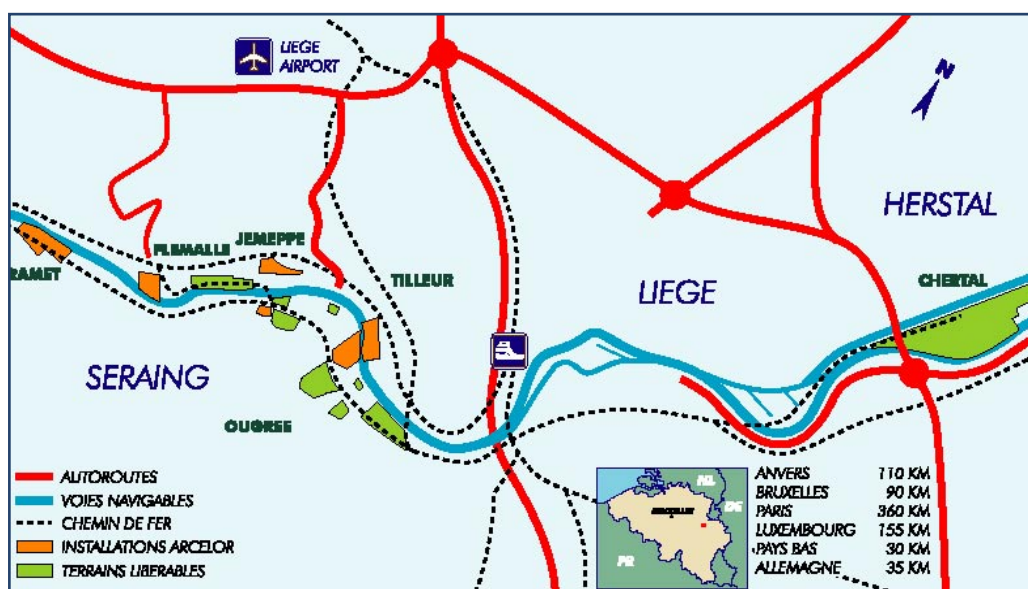 LIEGE
AIRPORT
N
HERSTAL
FLEMALLE
JEMEPPE
RAMET
TILLEUR
CHERTAL
LIEGE
SERAING
OUGREE
AUTOROUTES
VOIES NAVIGABLES
CHEMIN DE FER
INSTALLATIONS ARCELOR
TERRAINS LIBERABLES
NL
DE
FR
ANVERS 110 KM
BRUXELLES 90 KM
PARIS 360 KM
LUXEMBOURG 155 KM
PAYS BAS 30 KM
ALLEMAGNE 35 KM